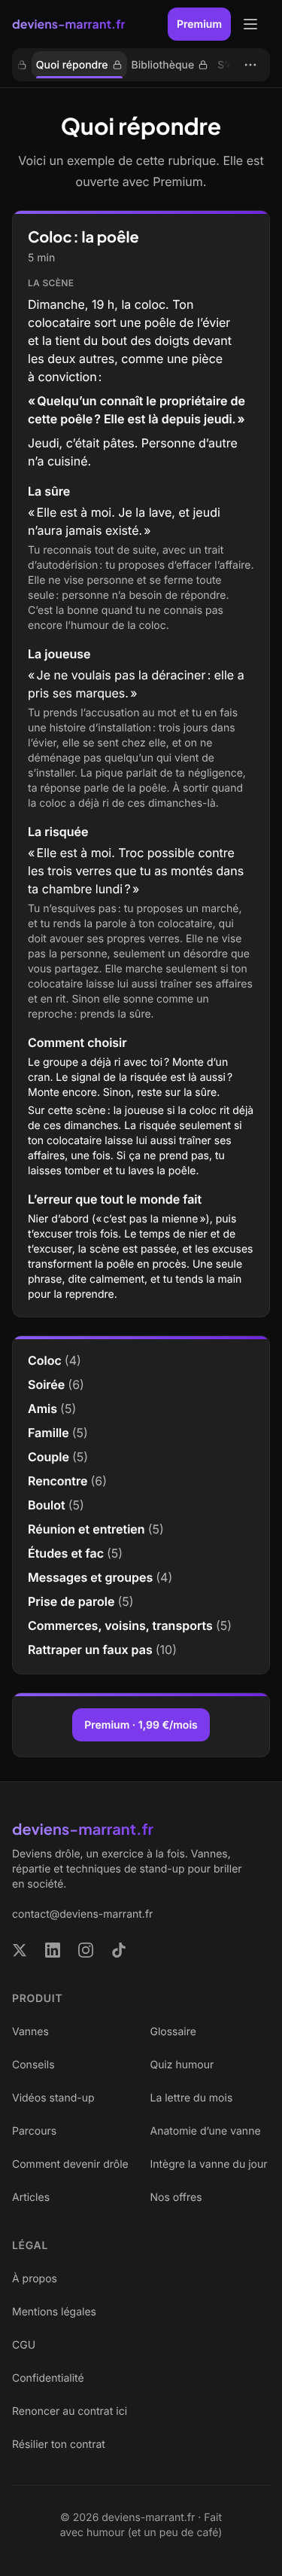 deviens-marrant.fr
Premium
Quoi répondre
Bibliothèque
Quoi répondre
Voici un exemple de cette rubrique. Elle est
ouverte avec Premium.
Coloc : la poêle
5 min
LA SCÈNE
Dimanche, 19 h, la coloc. Ton
colocataire sort une poêle de l’évier
et la tient du bout des doigts devant
les deux autres, comme une pièce
à conviction :
« Quelqu’un connaît le propriétaire de
cette poêle ? Elle est là depuis jeudi. »
Jeudi, c’était pâtes. Personne d’autre
n’a cuisiné.
La sûre
« Elle est à moi. Je la lave, et jeudi
n’aura jamais existé. »
Tu reconnais tout de suite, avec un trait
d’autodérision : tu proposes d’effacer l’affaire.
Elle ne vise personne et se ferme toute
seule : personne n’a besoin de répondre.
C’est la bonne quand tu ne connais pas
encore l’humour de la coloc.
La joueuse
« Je ne voulais pas la déraciner : elle a
pris ses marques. »
Tu prends l’accusation au mot et tu en fais
une histoire d’installation : trois jours dans
l’évier, elle se sent chez elle, et on ne
déménage pas quelqu’un qui vient de
s’installer. La pique parlait de ta négligence,
ta réponse parle de la poêle. À sortir quand
la coloc a déjà ri de ces dimanches-là.
La risquée
« Elle est à moi. Troc possible contre
les trois verres que tu as montés dans
ta chambre lundi ? »
Tu n’esquives pas : tu proposes un marché,
et tu rends la parole à ton colocataire, qui
doit avouer ses propres verres. Elle ne vise
pas la personne, seulement un désordre que
vous partagez. Elle marche seulement si ton
colocataire laisse lui aussi traîner ses affaires
et en rit. Sinon elle sonne comme un
reproche : prends la sûre.
Comment choisir
Le groupe a déjà ri avec toi ? Monte d’un
cran. Le signal de la risquée est là aussi ?
Monte encore. Sinon, reste sur la sûre.
Sur cette scène : la joueuse si la coloc rit déjà
de ces dimanches. La risquée seulement si
ton colocataire laisse lui aussi traîner ses
affaires, une fois. Si ça ne prend pas, tu
laisses tomber et tu laves la poêle.
L’erreur que tout le monde fait
Nier d’abord (« c’est pas la mienne »), puis
t’excuser trois fois. Le temps de nier et de
t’excuser, la scène est passée, et les excuses
transforment la poêle en procès. Une seule
phrase, dite calmement, et tu tends la main
pour la reprendre.
Coloc (4)
Soirée (6)
Amis (5)
Famille (5)
Couple (5)
Rencontre (6)
Boulot (5)
Réunion et entretien (5)
Études et fac (5)
Messages et groupes (4)
Prise de parole (5)
Commerces, voisins, transports (5)
Rattraper un faux pas (10)
Premium · 1,99 €/mois
deviens-marrant.fr
Deviens drôle, un exercice à la fois. Vannes,
répartie et techniques de stand-up pour briller
en société.
contact@deviens-marrant.fr
PRODUIT
Vannes
Glossaire
Conseils
Quiz humour
Vidéos stand-up
La lettre du mois
Parcours
Anatomie d’une vanne
Comment devenir drôle
Intègre la vanne du jour
Articles
Nos offres
LÉGAL
À propos
Mentions légales
CGU
Confidentialité
Renoncer au contrat ici
Résilier ton contrat
© 2026 deviens-marrant.fr · Fait
avec humour (et un peu de café)